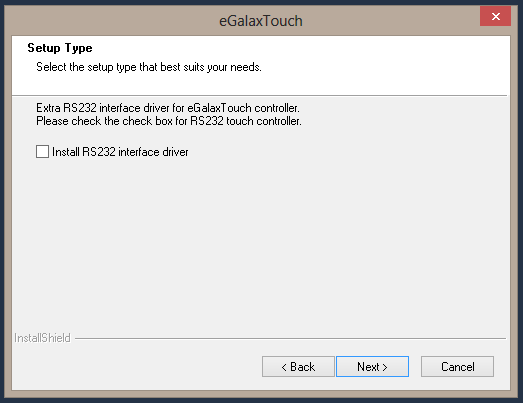 eGalaxTouch
Setup Type
Select the setup type that best suits your needs.
Extra RS232 interface driver for eGalaxTouch controller.
Please check the check box for RS232 touch controller.
Install RS232 interface driver
InstallShield
< Back
Next >
Cancel